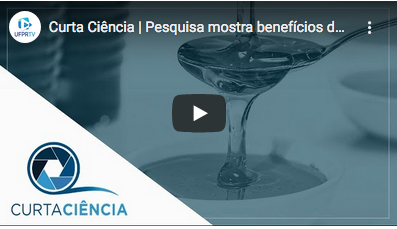 UFPRTV
Curta Ciência | Pesquisa mostra benefícios d...
CURTACIÊNCIA